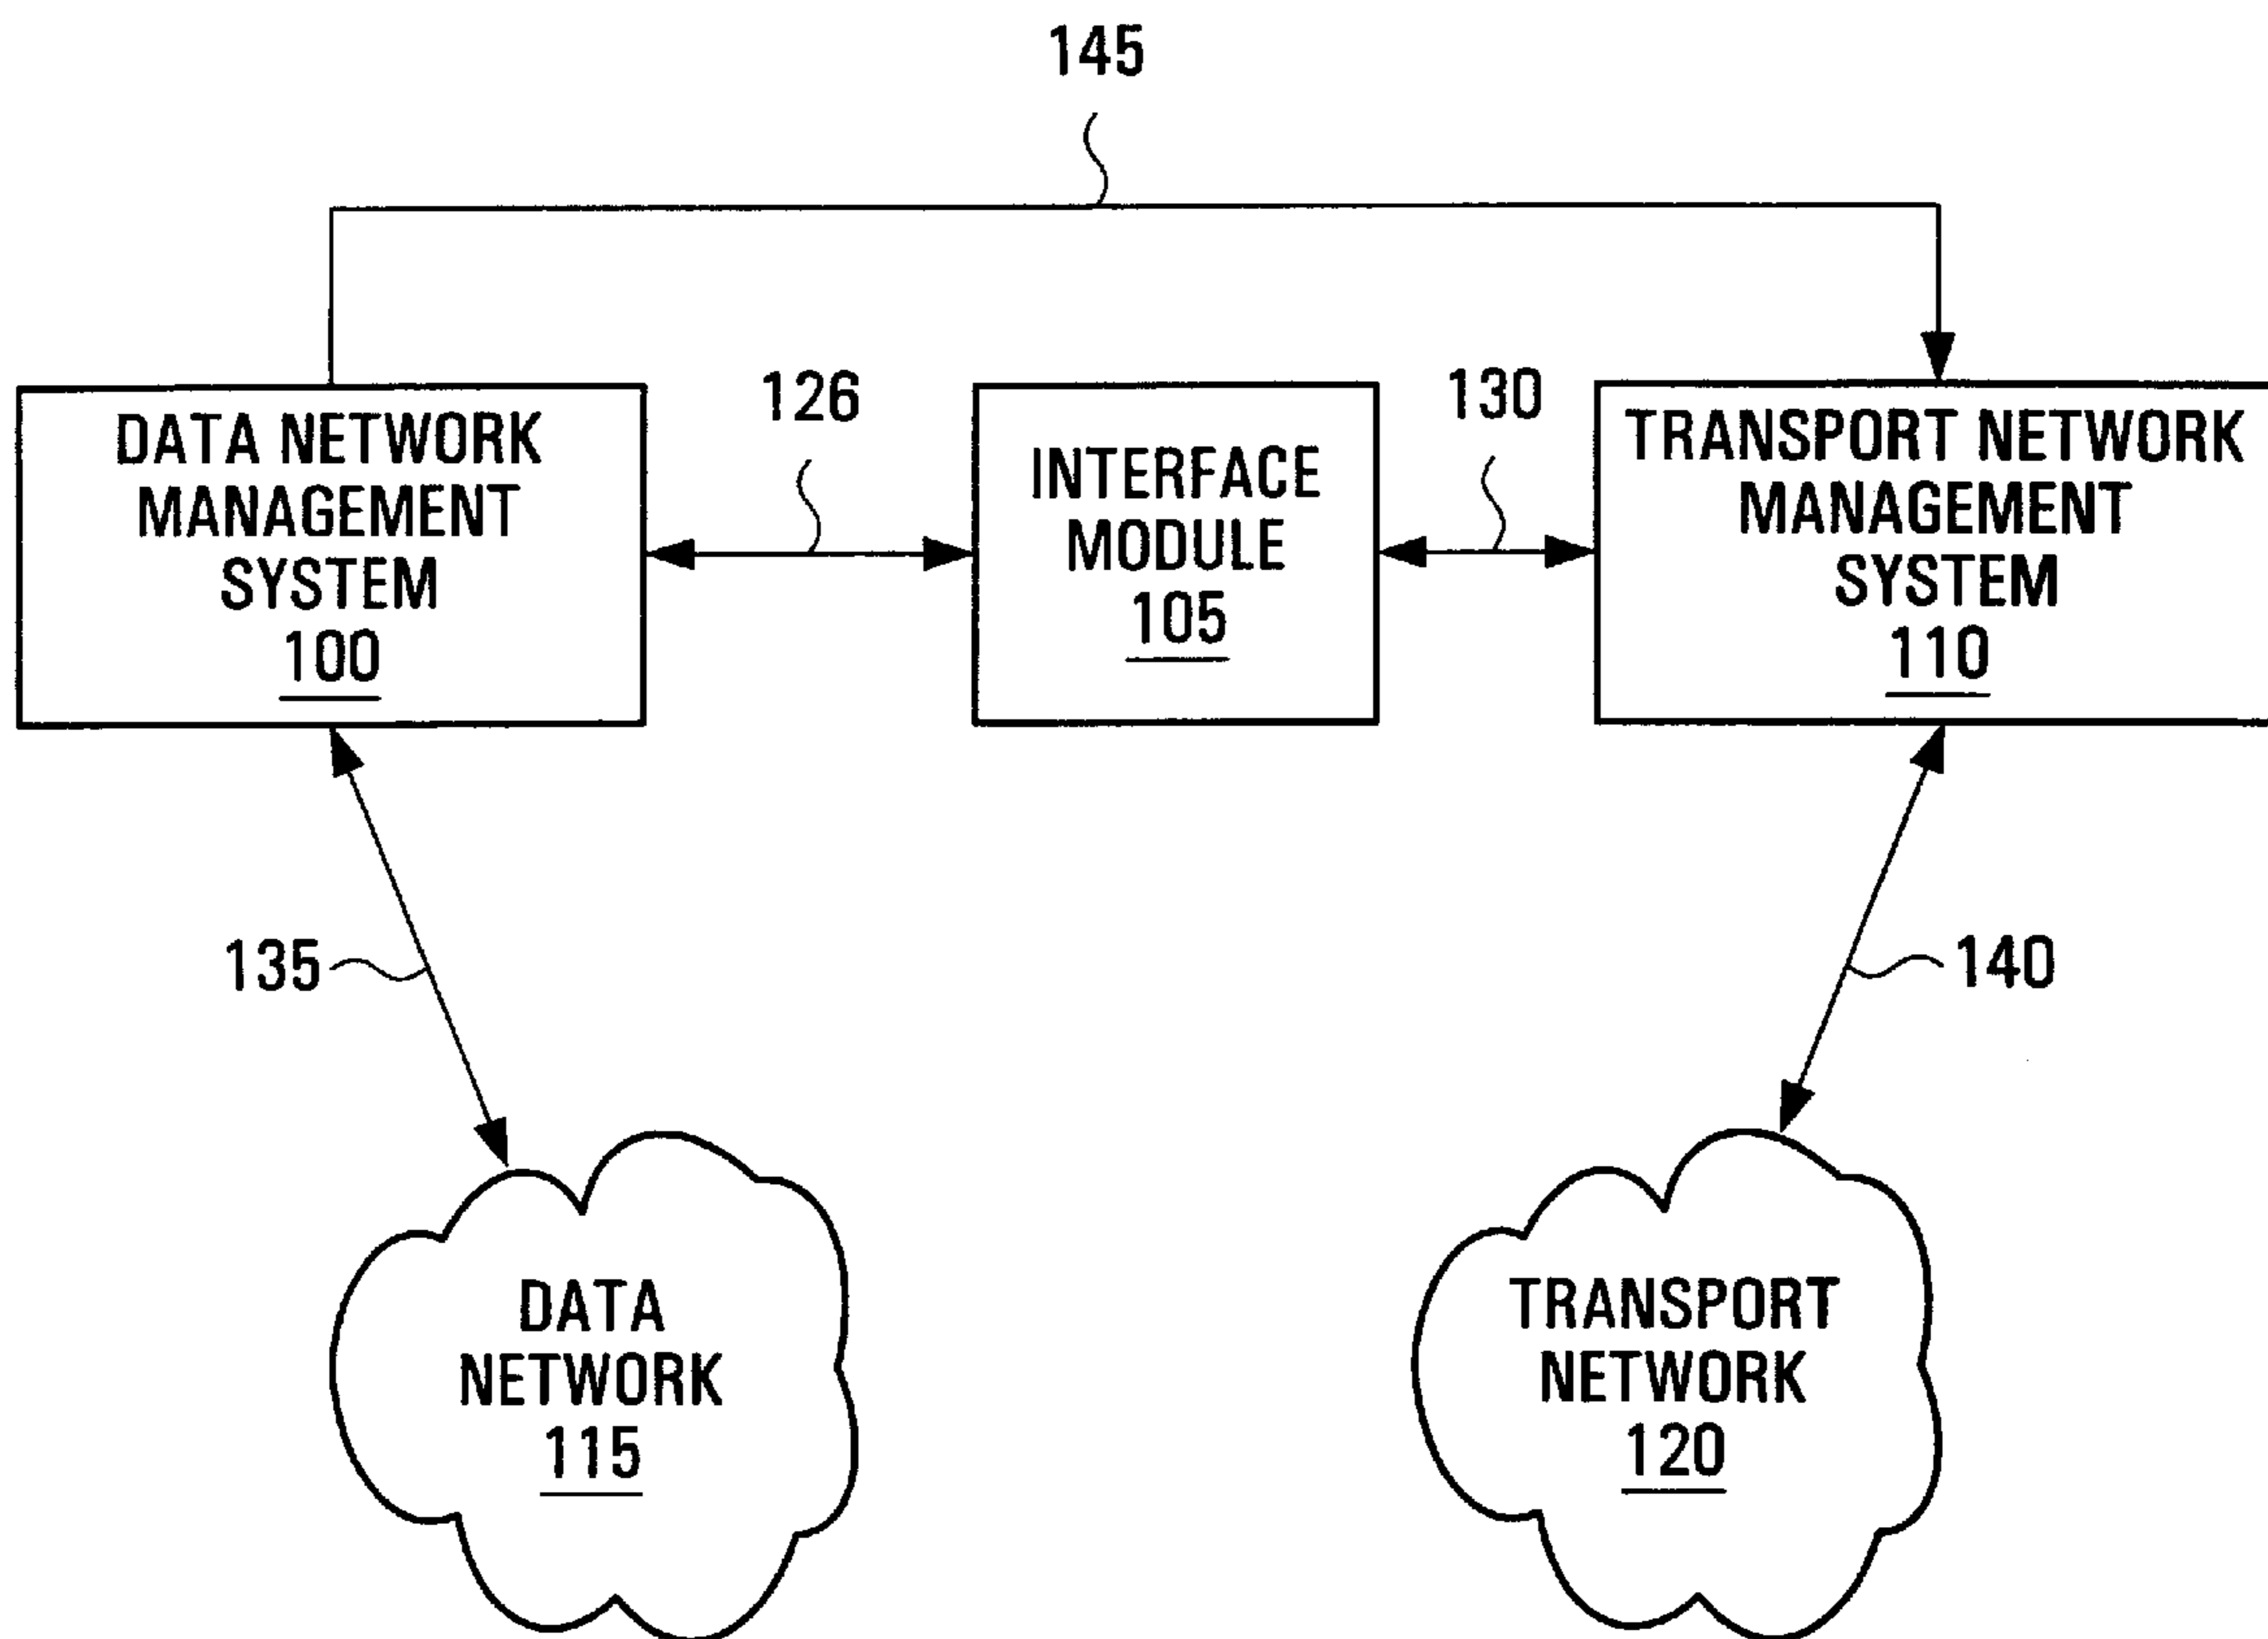 145
126
130
DATA NETWORK
MANAGEMENT
SYSTEM
100
INTERFACE
MODULE
105
TRANSPORT NETWORK
MANAGEMENT
SYSTEM
110
135
140
DATA
NETWORK
115
TRANSPORT
NETWORK
120